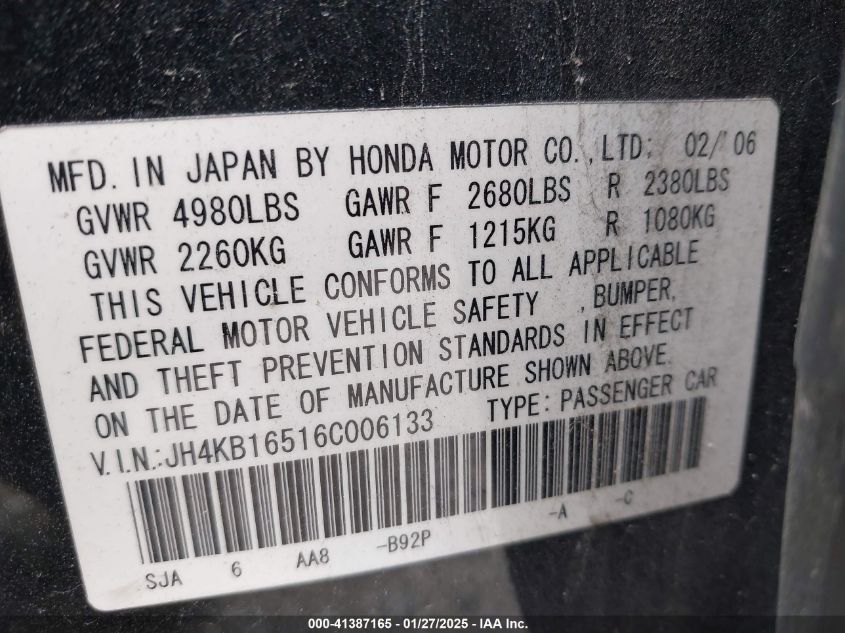 MFD. IN JAPAN BY HONDA MOTOR CO.,LTD. 02/'06
GVWR 4980LBS GAWR F 2680LBS R 2380LBS
GVWR 2260KG GAWR F 1215KG R 1080KG
THIS VEHICLE CONFORMS TO ALL APPLICABLE
FEDERAL MOTOR VEHICLE SAFETY ,BUMPER,
AND THEFT PREVENTION STANDARDS IN EFFECT
ON THE DATE OF MANUFACTURE SHOWN ABOVE.
V.I.N.:JH4KB16516C006133 TYPE:PASSENGER CAR
SJA 6 AA8 -B92P -A -C
000-41387165 - 01/27/2025 - IAA Inc.